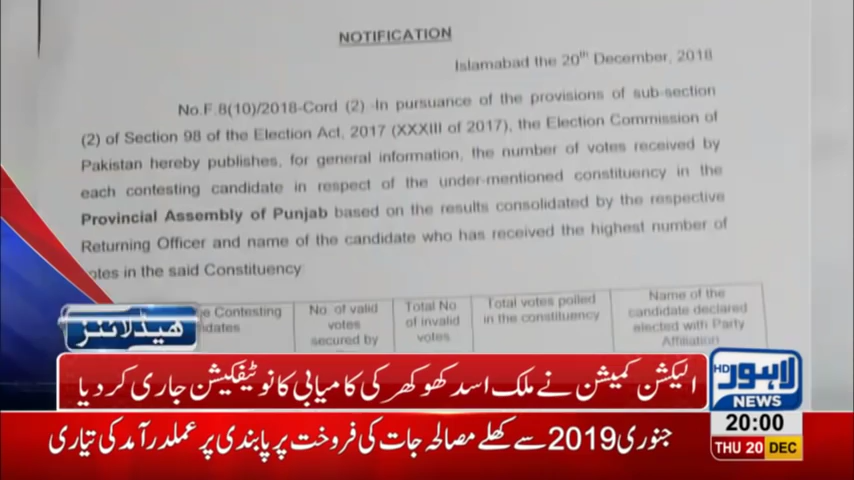 NOTIFICATION
Islamabad the 20th December, 2018
No.F.8(10)/2018-Cord (2) -In pursuance of the provisions of sub-section
(2) of Section 98 of the Election Act, 2017 (XXXIII of 2017), the Election Commission of
Pakistan hereby publishes, for general information, the number of votes received by
each contesting candidate in respect of the under-mentioned constituency in the
Provincial Assembly of Punjab based on the results consolidated by the respective
Returning Officer and name of the candidate who has received the highest number of
votes in the said Constituency
Contesting
No. of valid
votes
secured by
Total No
of invalid
votes
Total votes polled
in the constituency
Name of the
candidate declared
elected with Party
Affiliation
ہیڈلائنز
الیکشن کمیشن نے ملک اسد کھوکھر کی کامیابی کا نوٹیفکیشن جاری کر دیا
جنوری 2019 سے کھلے مصالحہ جات کی فروخت پر پابندی پر عملدرآمد کی تیاری
HD لاہور
NEWS
20:00
THU 20 DEC